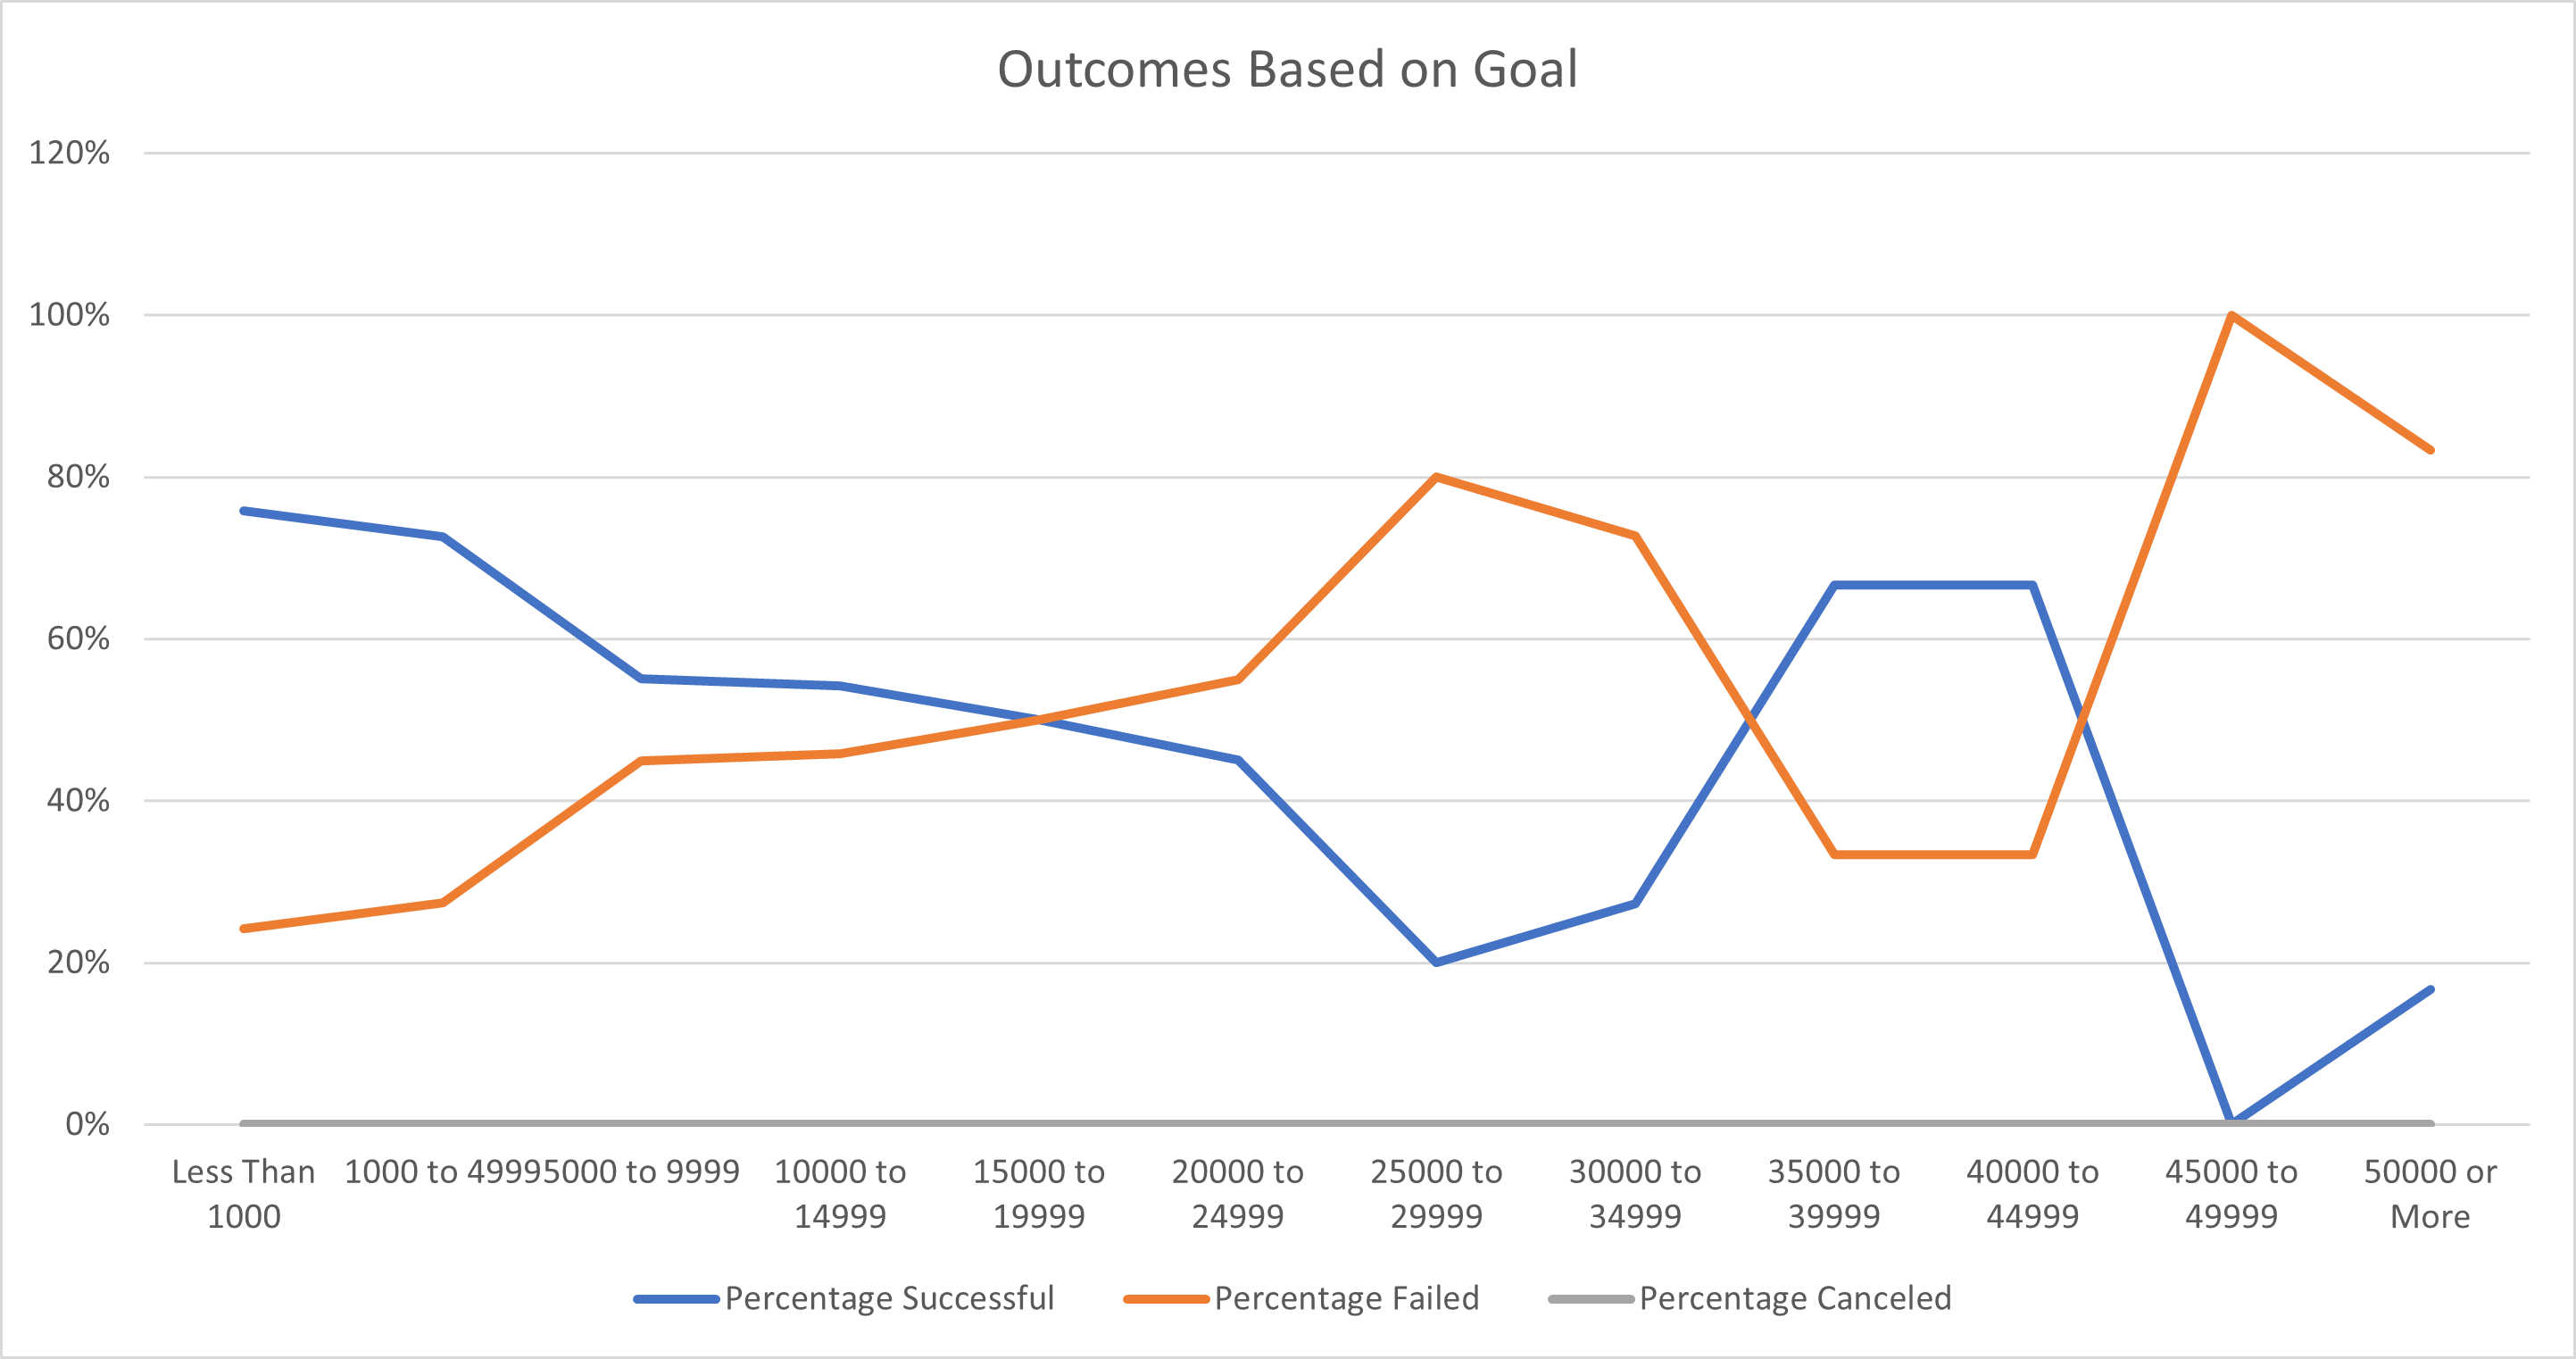 Outcomes Based on Goal
120%
100%
80%
60%
40%
20%
0%
Less Than 1000 to 49995000 to 9999 10000 to 15000 to 20000 to 25000 to 30000 to 35000 to 40000 to 45000 to 50000 or
1000 14999 19999 24999 29999 34999 39999 44999 49999 More
Percentage Successful Percentage Failed Percentage Canceled